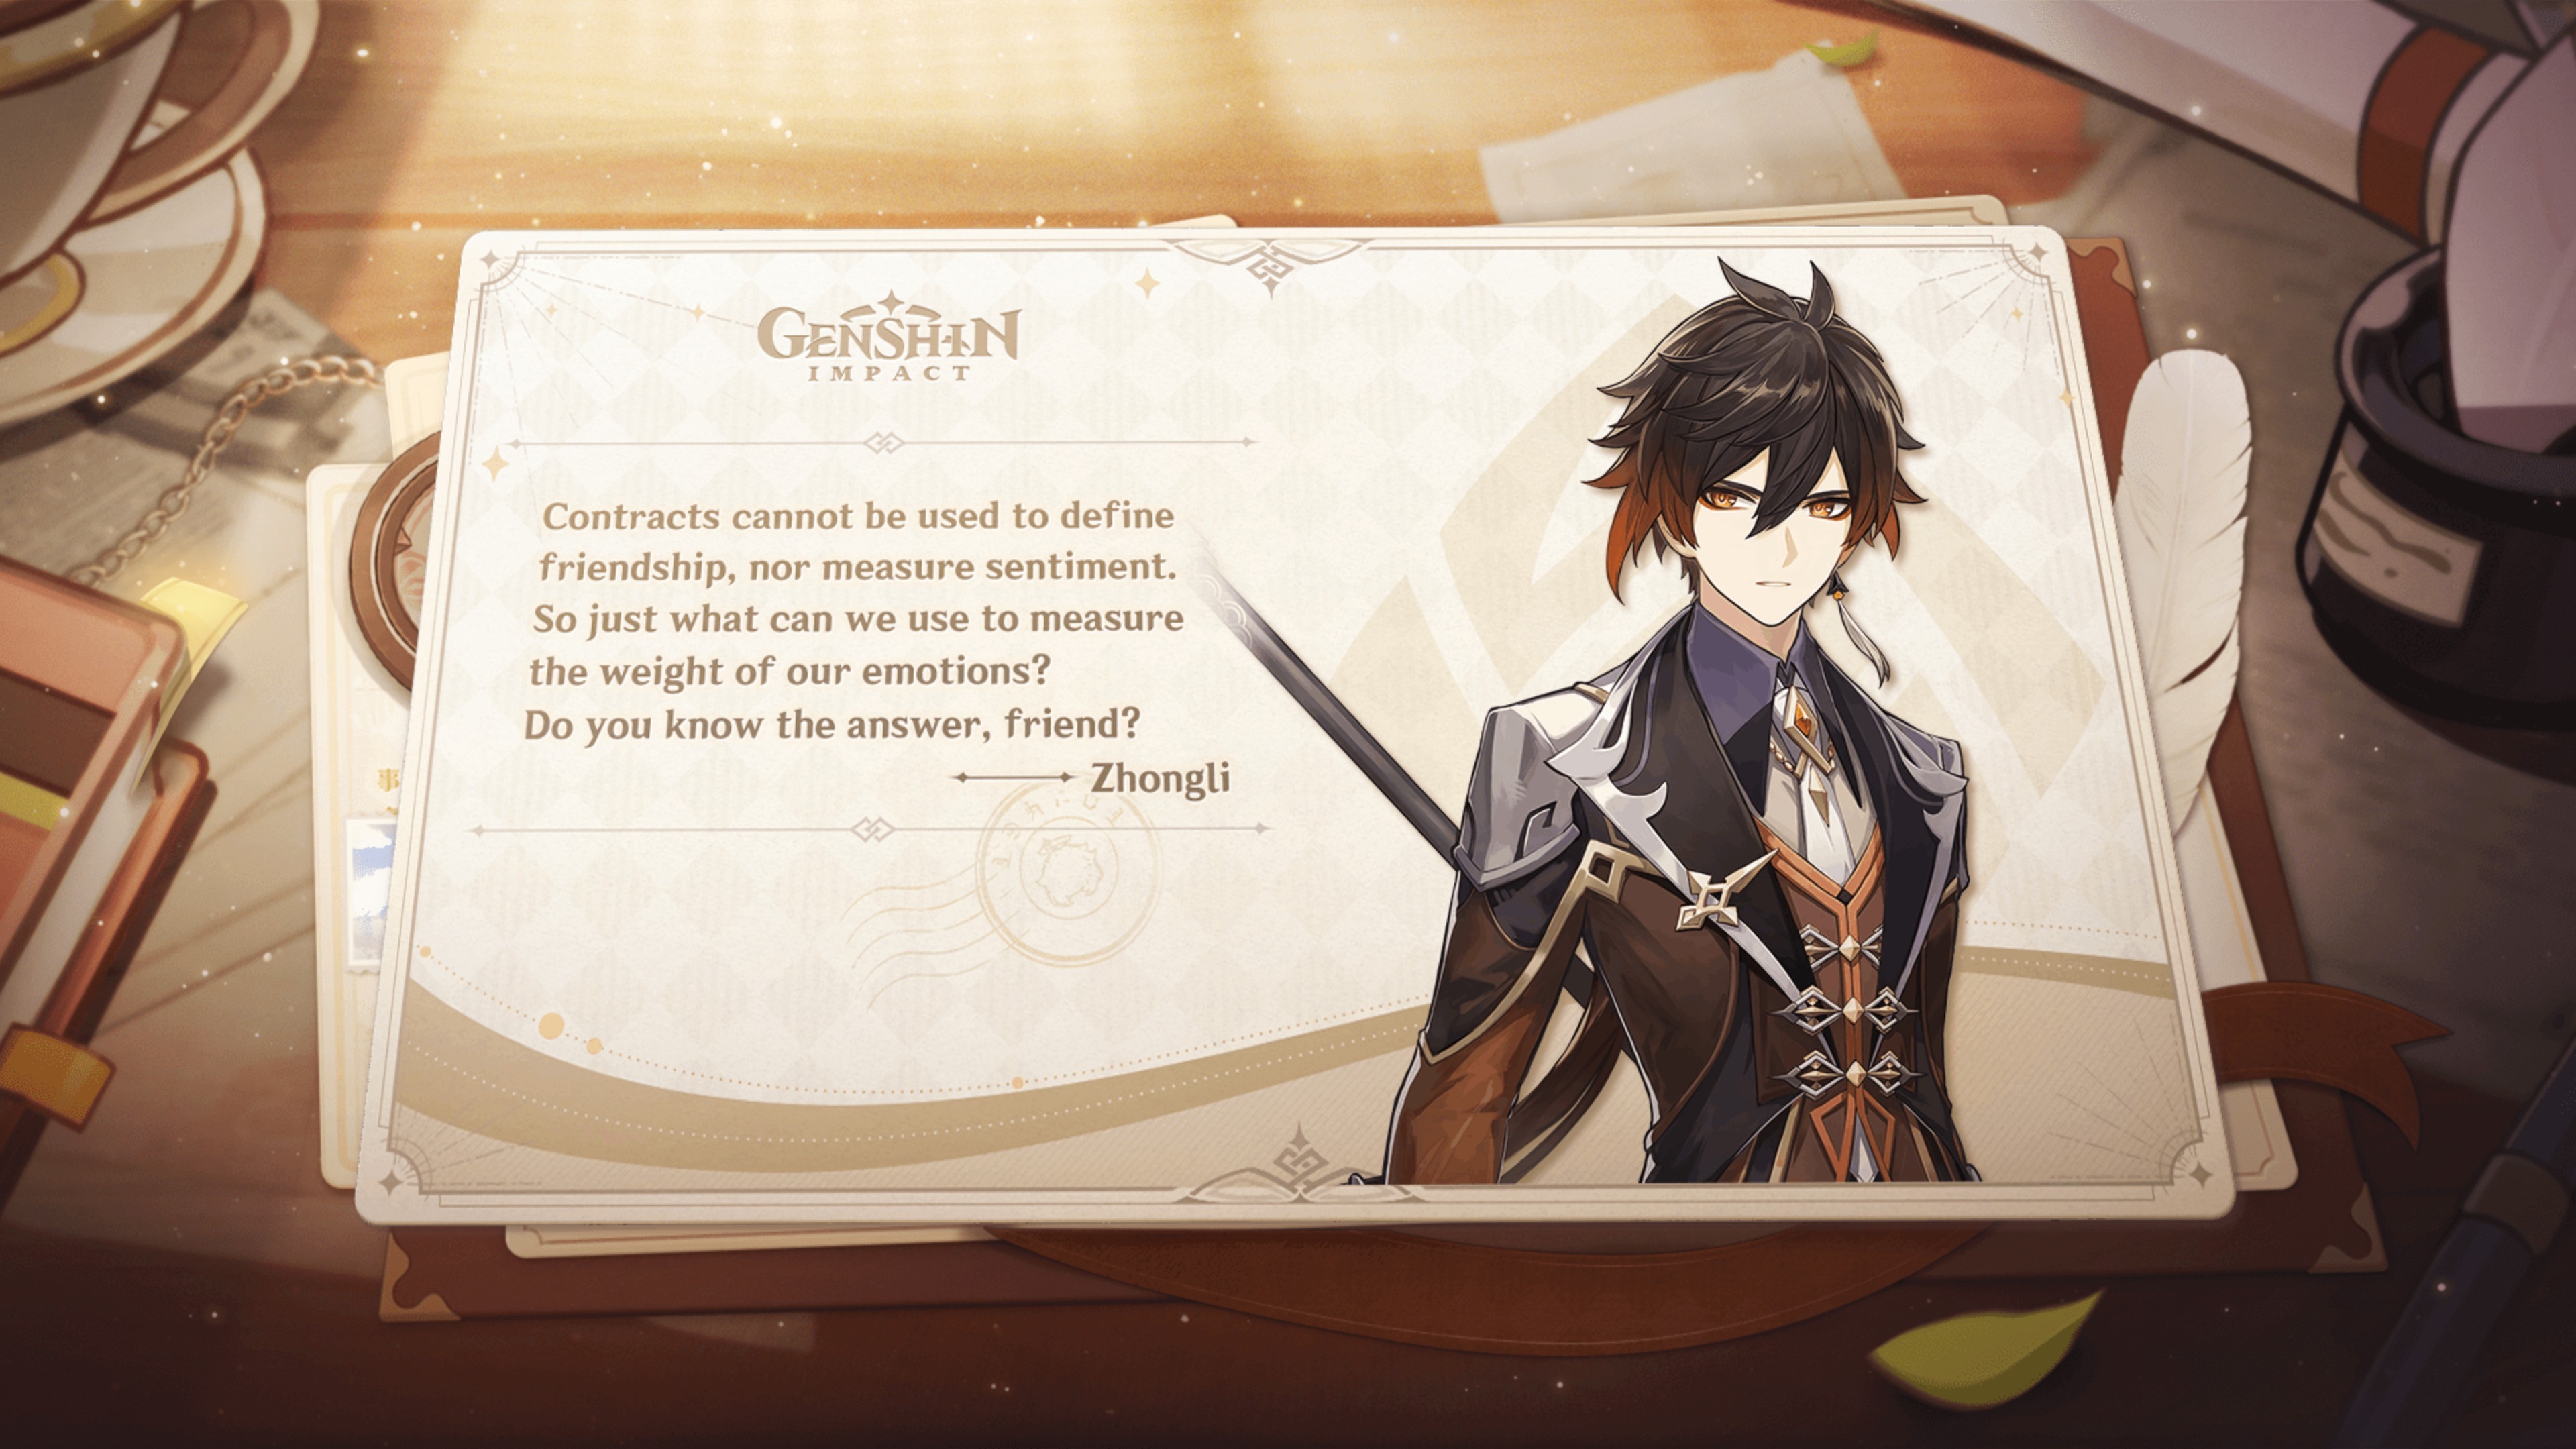 GENSHIN
IMPACT
Contracts cannot be used to define
friendship, nor measure sentiment.
So just what can we use to measure
the weight of our emotions?
Do you know the answer, friend?
Zhongli